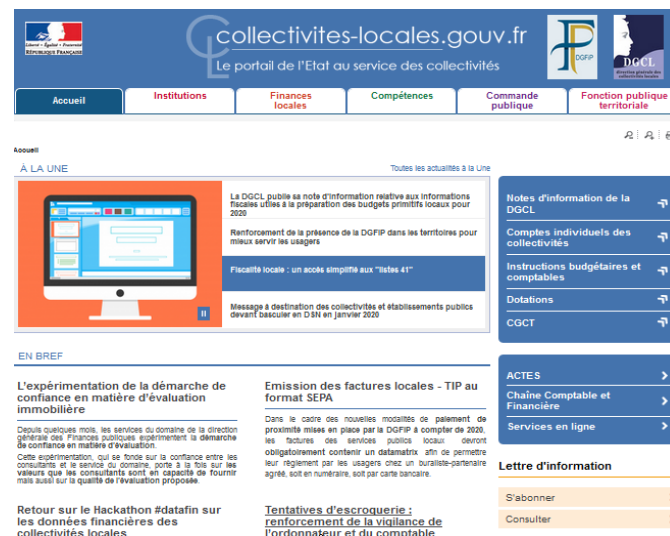 Liberté • Égalité • Fraternité
RÉPUBLIQUE FRANÇAISE
collectivites-locales.gouv.fr
Le portail de l'Etat au service des collectivités
DGFIP
DGCL
Accueil
Institutions
Finances
locales
Compétences
Commande
publique
Fonction publique
territoriale
Accueil
À LA UNE
Toutes les actualités à la Une
La DGCL publie sa note d'information relative aux informations
fiscales utiles à la préparation des budgets primitifs locaux pour
2020
Renforcement de la présence de la DGFIP dans les territoires pour
mieux servir les usagers
Fiscalité locale : un accès simplifié aux "listes 41"
Message à destination des collectivités et établissements publics
devant basculer en DSN en janvier 2020
Notes d'information de la
DGCL
Comptes individuels des
collectivités
Instructions budgétaires et
comptables
Dotations
CGCT
EN BREF
L'expérimentation de la démarche de
confiance en matière d'évaluation
immobilière
Depuis quelques mois, les services du domaine de la direction
générale des Finances publiques expérimentent la démarche
de confiance en matière d'évaluation.
Cette expérimentation, qui se fonde sur la confiance entre les
consultants et le service du domaine, porte à la fois sur les
valeurs que les consultants sont en capacité de fournir
mais aussi sur la qualité de l'évaluation proposée.
Emission des factures locales - TIP au
format SEPA
Dans le cadre des nouvelles modalités de paiement de
proximité mises en place par la DGFIP à compter de 2020,
les factures des services publics locaux devront
obligatoirement contenir un datamatrix afin de permettre
leur règlement par les usagers chez un buraliste-partenaire
agréé, soit en numéraire, soit par carte bancaire.
ACTES
Chaîne Comptable et
Financière
Services en ligne
Lettre d'information
S'abonner
Consulter
Retour sur le Hackathon #datafin sur
les données financières des
collectivités locales
Tentatives d'escroquerie :
renforcement de la vigilance de
l'ordonnateur et du comptable